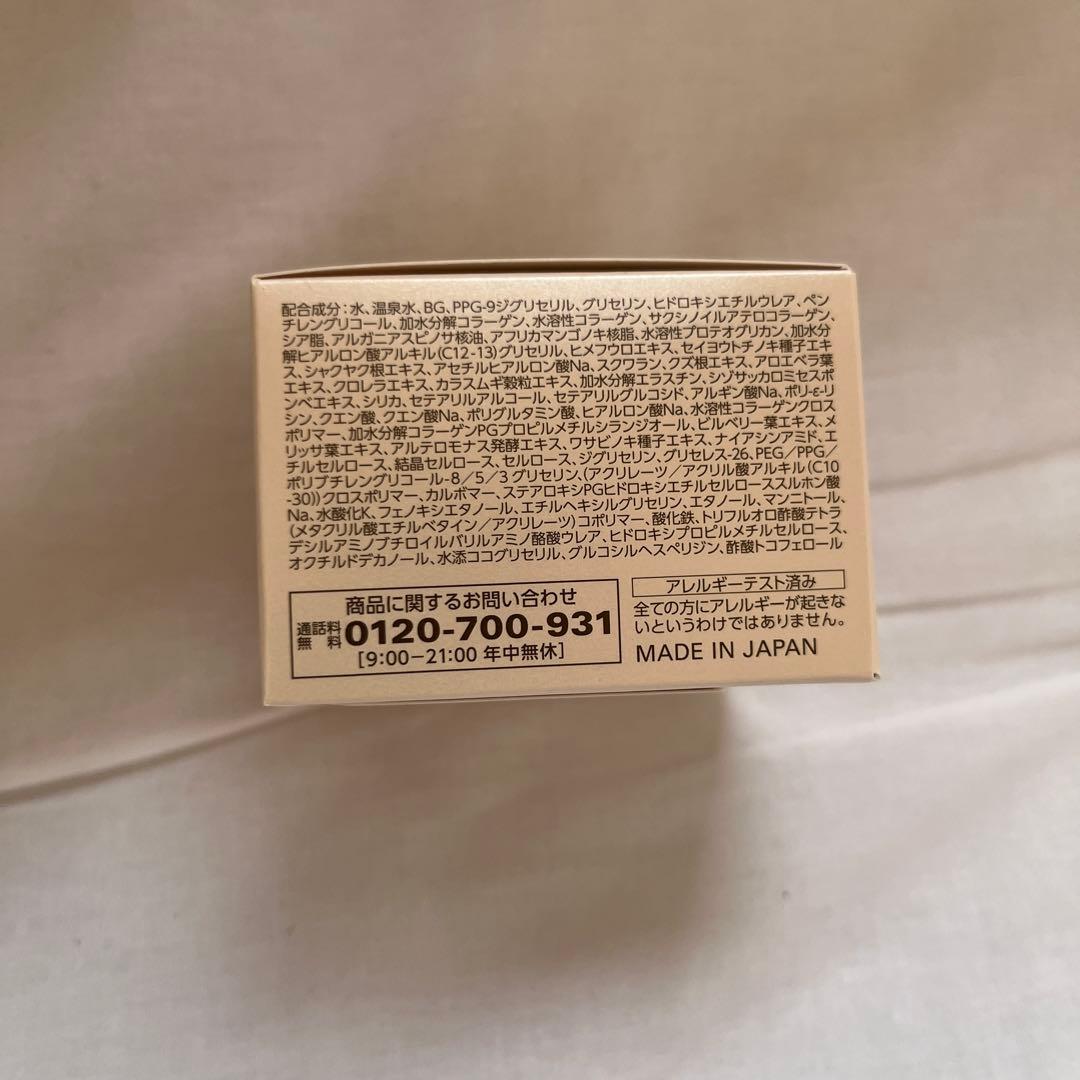 配合成分：水、温泉水、BG、PPG-9ジグリセリル、グリセリン、ヒドロキシエチルウレア、ペン
チレングリコール、加水分解コラーゲン、水溶性コラーゲン、サクシノイルアテロコラーゲン、
シア脂、アルガニアスピノサ核油、アフリカマンゴノキ核脂、水溶性プロテオグリカン、加水分
解ヒアルロン酸アルキル(C12-13)グリセリル、ヒメフウロエキス、セイヨウトチノキ種子エキ
ス、シャクヤク根エキス、アセチルヒアルロン酸Na、スクワラン、クズ根エキス、アロエベラ葉
エキス、クロレラエキス、カラスムギ穀粒エキス、加水分解エラスチン、シゾサッカロミセスポ
ンベエキス、シリカ、セテアリルアルコール、セテアリルグルコシド、アルギン酸Na、ポリ-ε-リ
シン、クエン酸、クエン酸Na、ポリグルタミン酸、ヒアルロン酸Na、水溶性コラーゲンクロス
ポリマー、加水分解コラーゲンPGプロピルメチルシランジオール、ビルベリー葉エキス、メ
リッサ葉エキス、アルテロモナス発酵エキス、ワサビノキ種子エキス、ナイアシンアミド、エ
チルセルロース、結晶セルロース、セルロース、ジグリセリン、グリセレス-26、PEG／PPG／
ポリブチレングリコール-8／5／3グリセリン、(アクリレーツ／アクリル酸アルキル(C10
-30))クロスポリマー、カルボマー、ステアロキシPGヒドロキシエチルセルローススルホン酸
Na、水酸化K、フェノキシエタノール、エチルヘキシルグリセリン、エタノール、マンニトール、
(メタクリル酸エチルベタイン／アクリレーツ)コポリマー、酸化鉄、トリフルオロ酢酸テトラ
デシルアミノブチロイルバリルアミノ酪酸ウレア、ヒドロキシプロピルメチルセルロース、
オクチルドデカノール、水添ココグリセリル、グルコシルヘスペリジン、酢酸トコフェロール
商品に関するお問い合わせ
通話料無料 0120-700-931
[9:00−21:00 年中無休]
アレルギーテスト済み
全ての方にアレルギーが起きな
いというわけではありません。
MADE IN JAPAN